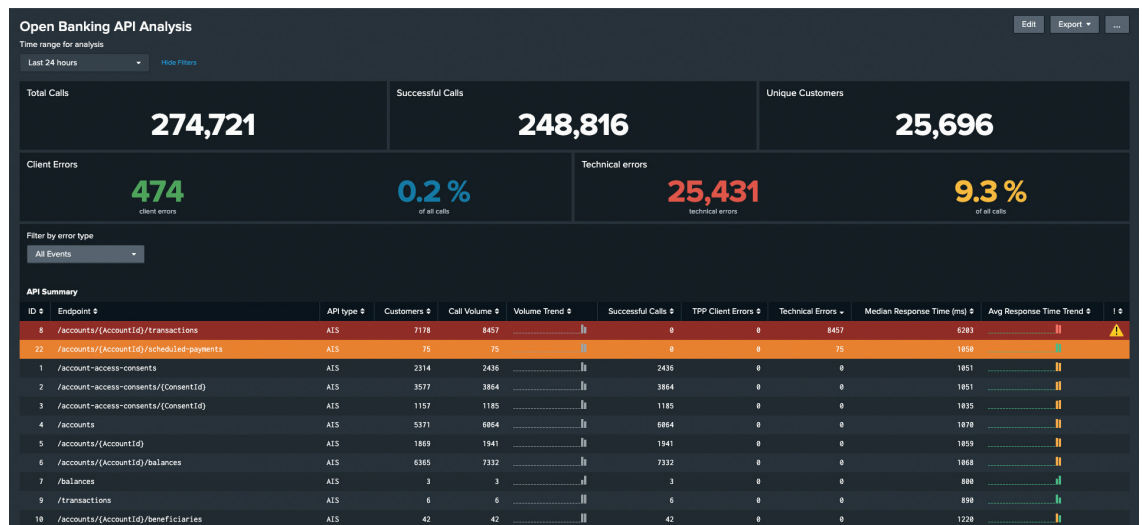 Open Banking API Analysis
Edit Export ...
Time range for analysis
Last 24 hours Hide Filters
Total Calls Successful Calls Unique Customers
274,721 248,816 25,696
Client Errors Technical errors
474 0.2 % 25,431 9.3 %
client errors of all calls technical errors of all calls
Filter by error type
All Events
API Summary
ID Endpoint API type Customers Call Volume Volume Trend Successful Calls TPP Client Errors Technical Errors Median Response Time (ms) Avg Response Time Trend !
8 /accounts/{AccountId}/transactions AIS 7178 8457 0 0 8457 6203
22 /accounts/{AccountId}/scheduled-payments AIS 75 75 0 0 75 1050
1 /account-access-consents AIS 2314 2436 2436 0 0 1051
2 /account-access-consents/{ConsentId} AIS 3577 3864 3864 0 0 1051
3 /account-access-consents/{ConsentId} AIS 1157 1185 1185 0 0 1035
4 /accounts AIS 5371 6064 6064 0 0 1070
5 /accounts/{AccountId} AIS 1869 1941 1941 0 0 1059
6 /accounts/{AccountId}/balances AIS 6365 7332 7332 0 0 1068
7 /balances AIS 3 3 3 0 0 800
9 /transactions AIS 6 6 6 0 0 890
10 /accounts/{AccountId}/beneficiaries AIS 42 42 42 0 0 1220